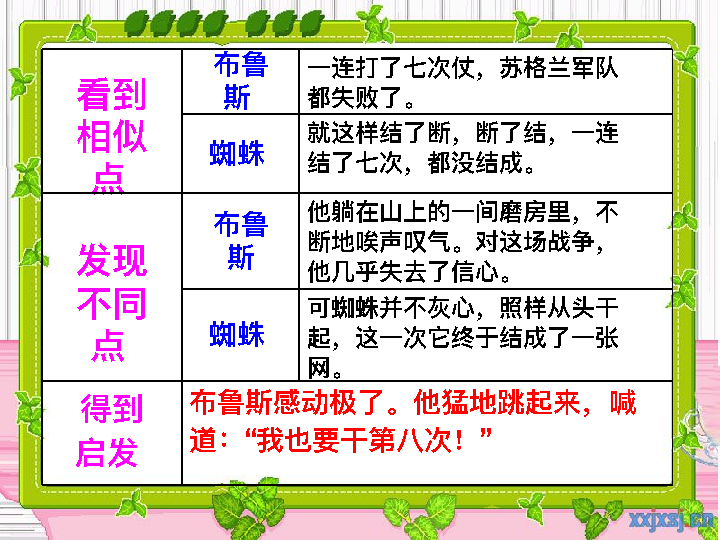 看到
相似
点
布鲁
斯
一连打了七次仗，苏格兰军队
都失败了。
蜘蛛
就这样结了断，断了结，一连
结了七次，都没结成。
发现
不同
点
布鲁
斯
他躺在山上的一间磨房里，不
断地唉声叹气。对这场战争，
他几乎失去了信心。
蜘蛛
可蜘蛛并不灰心，照样从头干
起，这一次它终于结成了一张
网。
得到
启发
布鲁斯感动极了。他猛地跳起来，喊
道：“我也要干第八次！”
xxjxsj.cn